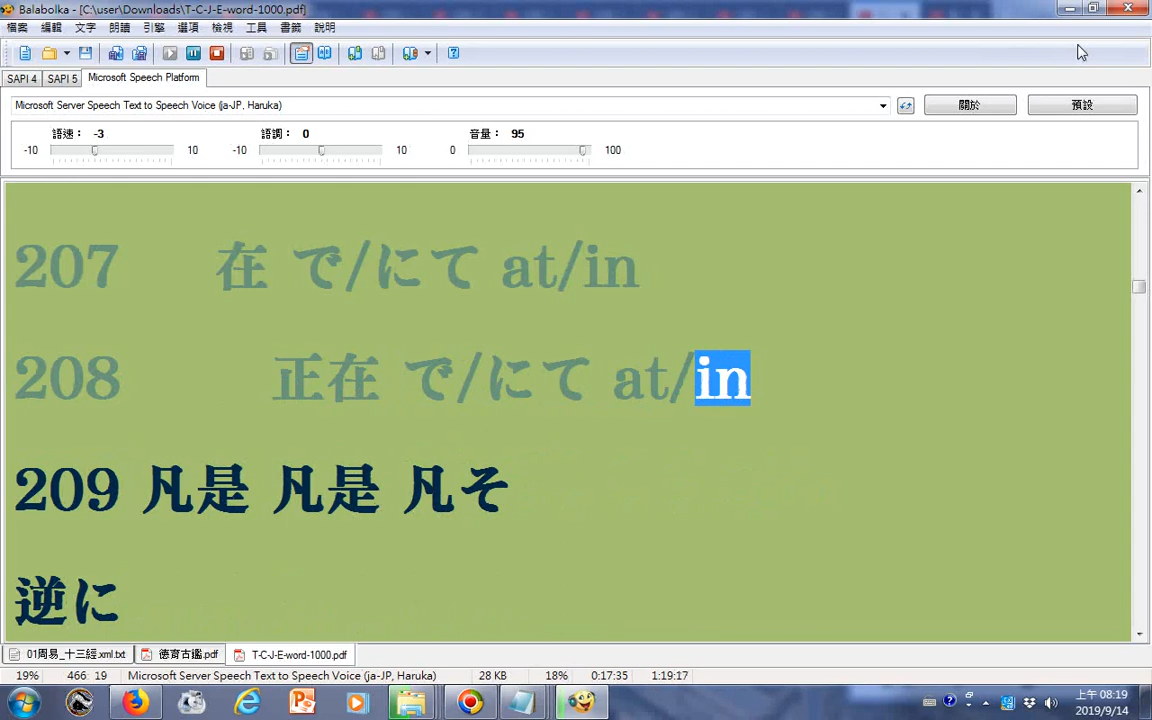 Balabolka - [C:\user\Downloads\T-C-J-E-word-1000.pdf]
檔案 編輯 文字 朗讀 引擎 選項 檢視 工具 書籤 說明
SAPI 4 SAPI 5 Microsoft Speech Platform
Microsoft Server Speech Text to Speech Voice (ja-JP, Haruka) 關於 預設
語速： -3 語調： 0 音量： 95
-10 10 -10 10 0 100
207 在 で/にて at/in
208 正在 で/にて at/in
209 凡是 凡是 凡そ
逆に
01周易_十三經.xml.txt 德育古鑑.pdf T-C-J-E-word-1000.pdf
19% 466: 19 Microsoft Server Speech Text to Speech Voice (ja-JP, Haruka) 28 KB 18% 0:17:35 1:19:17
上午 08:19
2019/9/14